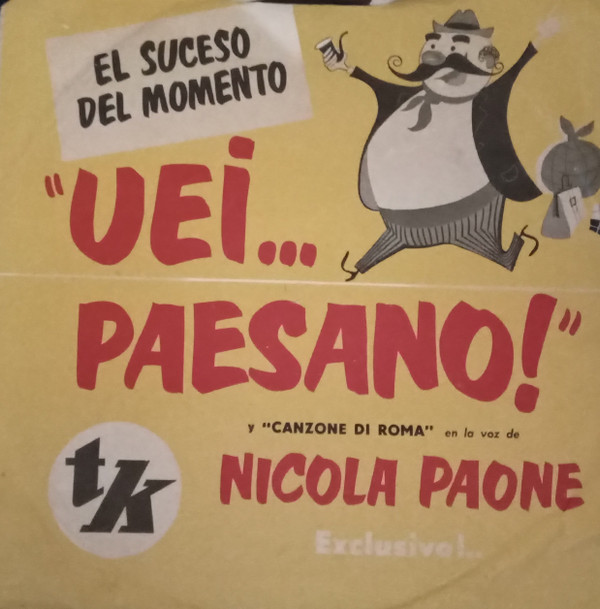 EL SUCESO
DEL MOMENTO
"UEi...
PAESANO!"
y "CANZONE DI ROMA" en la voz de
NICOLA PAONE
tk
Exclusivo!..